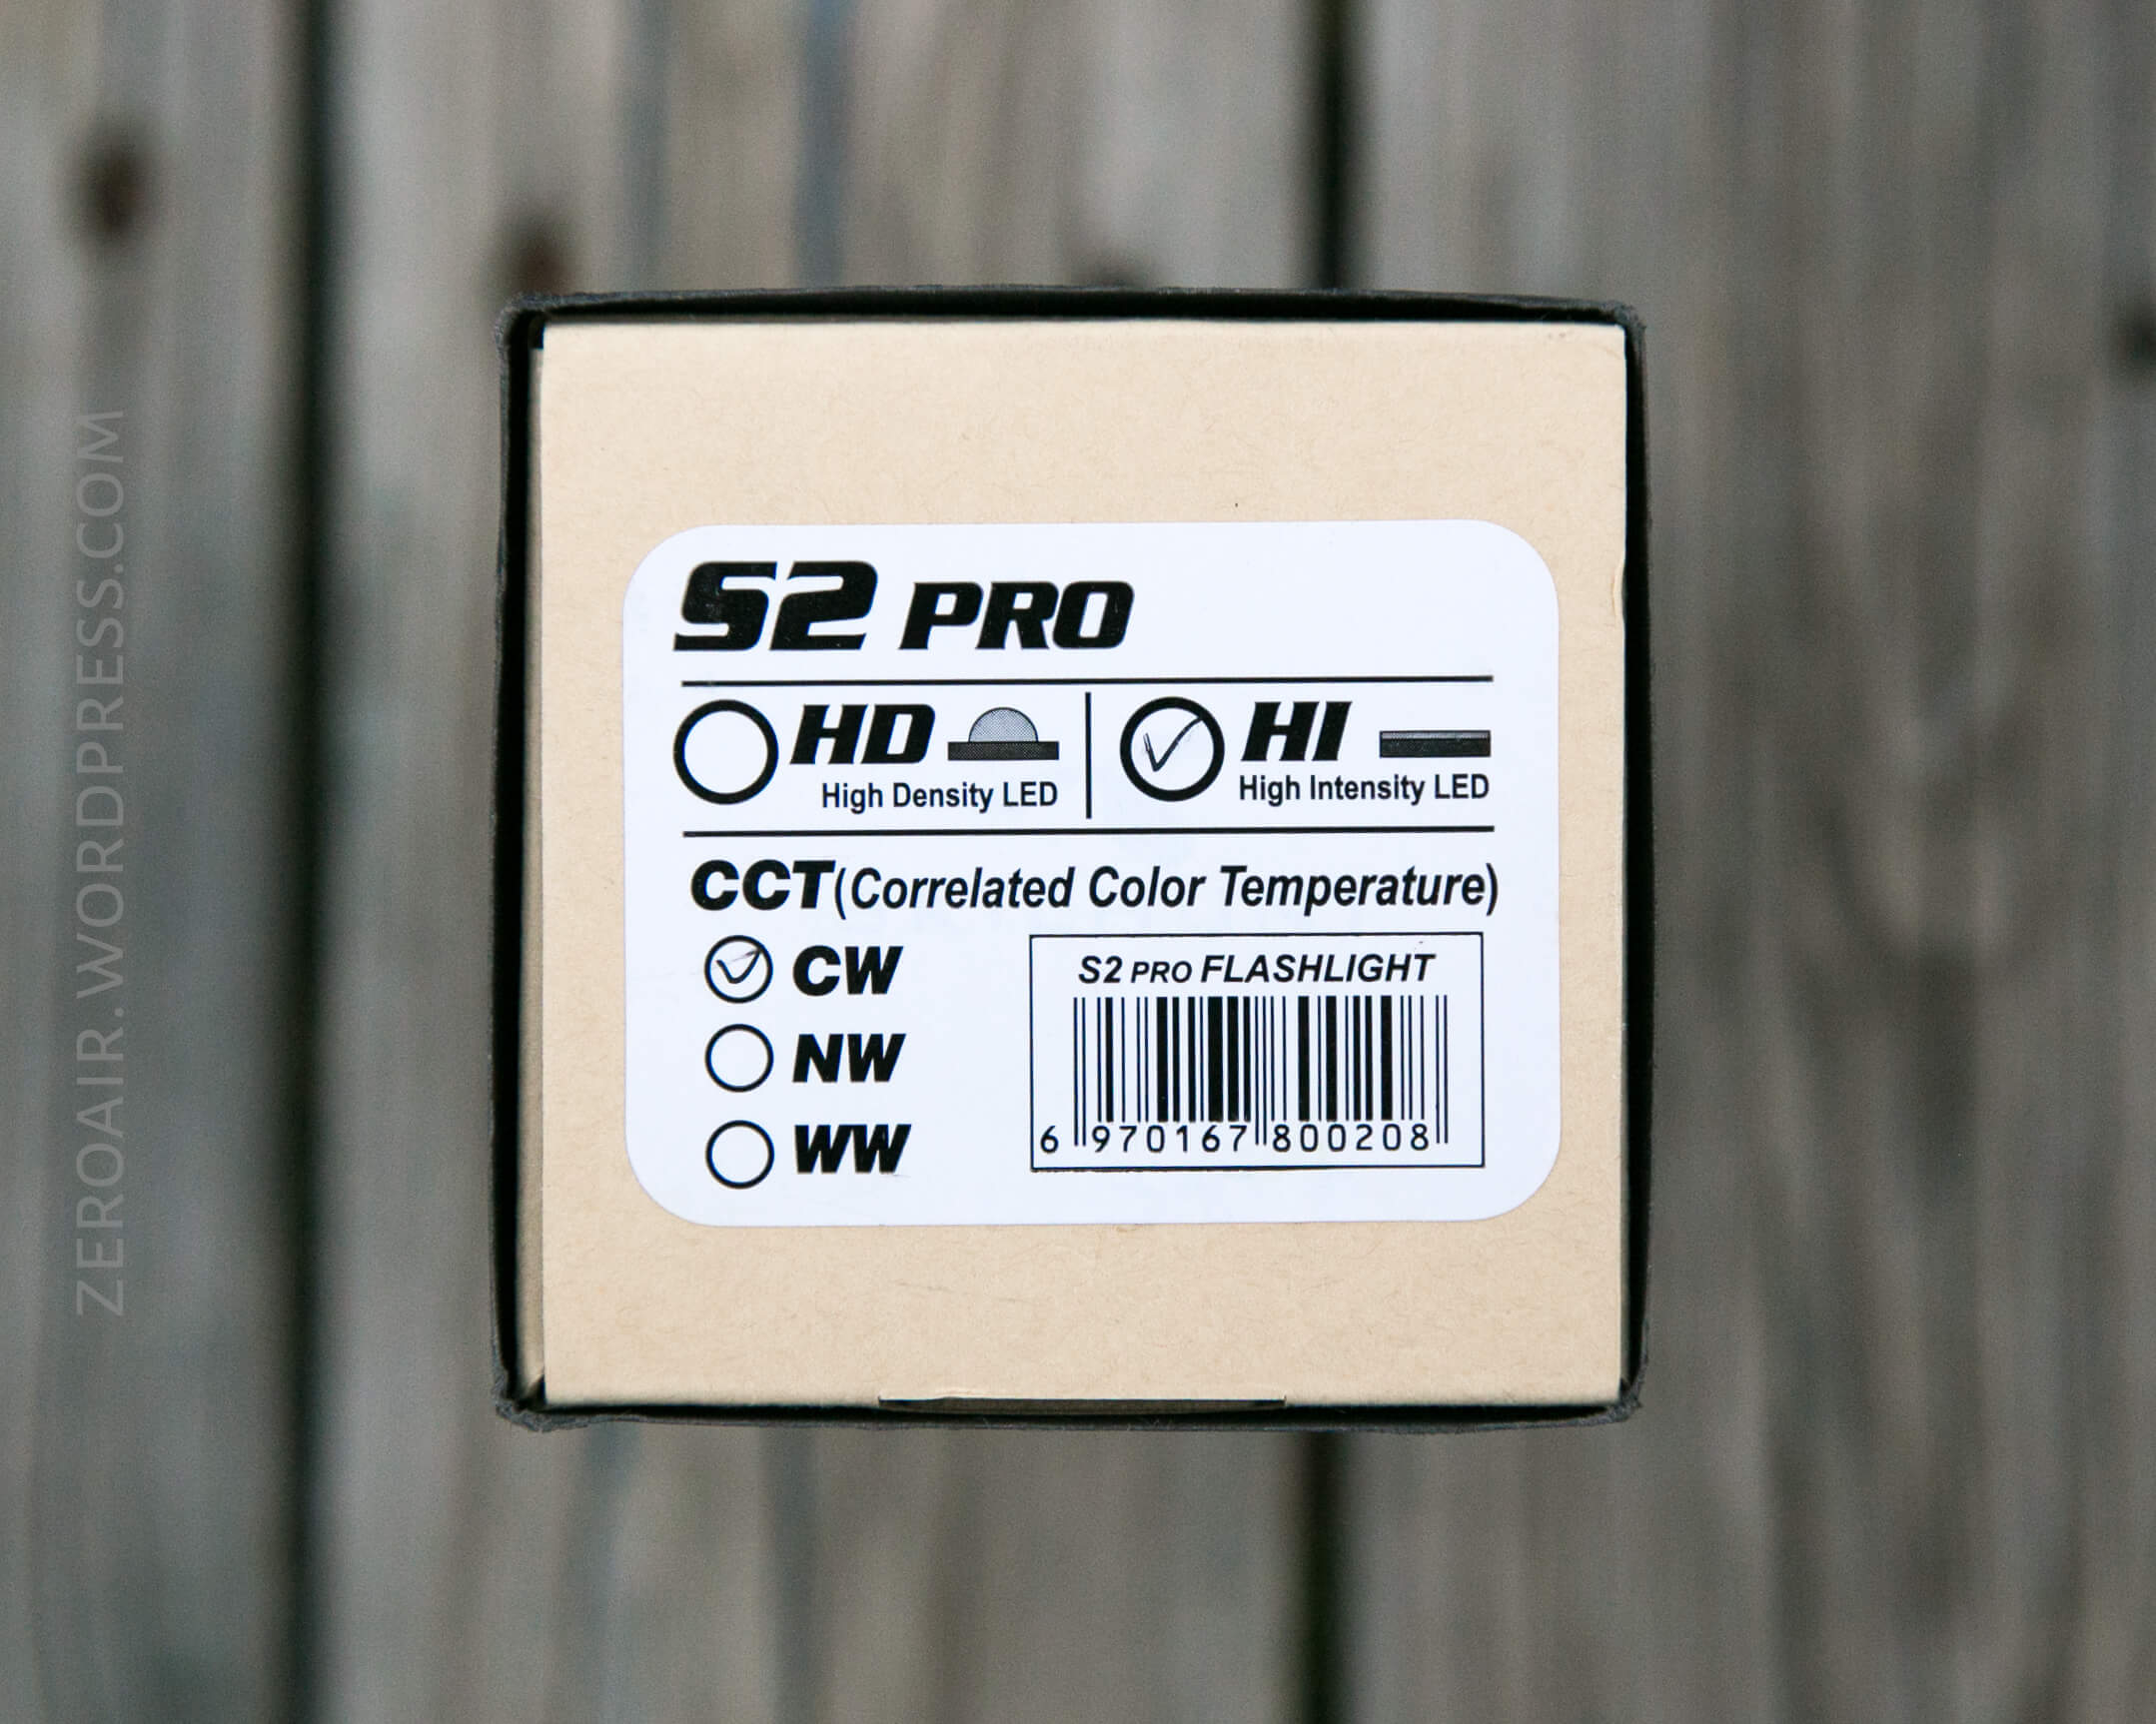 S2 PRO
HD
High Density LED
HI
High Intensity LED
CCT(Correlated Color Temperature)
CW
NW
WW
S2 PRO FLASHLIGHT
6 970167 800208
ZEROAIR.WORDPRESS.COM